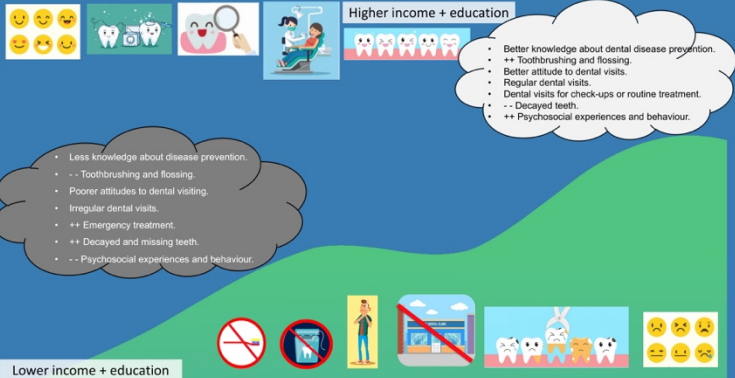 Higher income + education
• Better knowledge about dental disease prevention.
• ++ Toothbrushing and flossing.
• Better attitude to dental visits.
• Regular dental visits.
• Dental visits for check-ups or routine treatment.
• - - Decayed teeth.
• ++ Psychosocial experiences and behaviour.
• Less knowledge about disease prevention.
• - - Toothbrushing and flossing.
• Poorer attitudes to dental visiting.
• Irregular dental visits.
• ++ Emergency treatment.
• ++ Decayed and missing teeth.
• - - Psychosocial experiences and behaviour.
Lower income + education